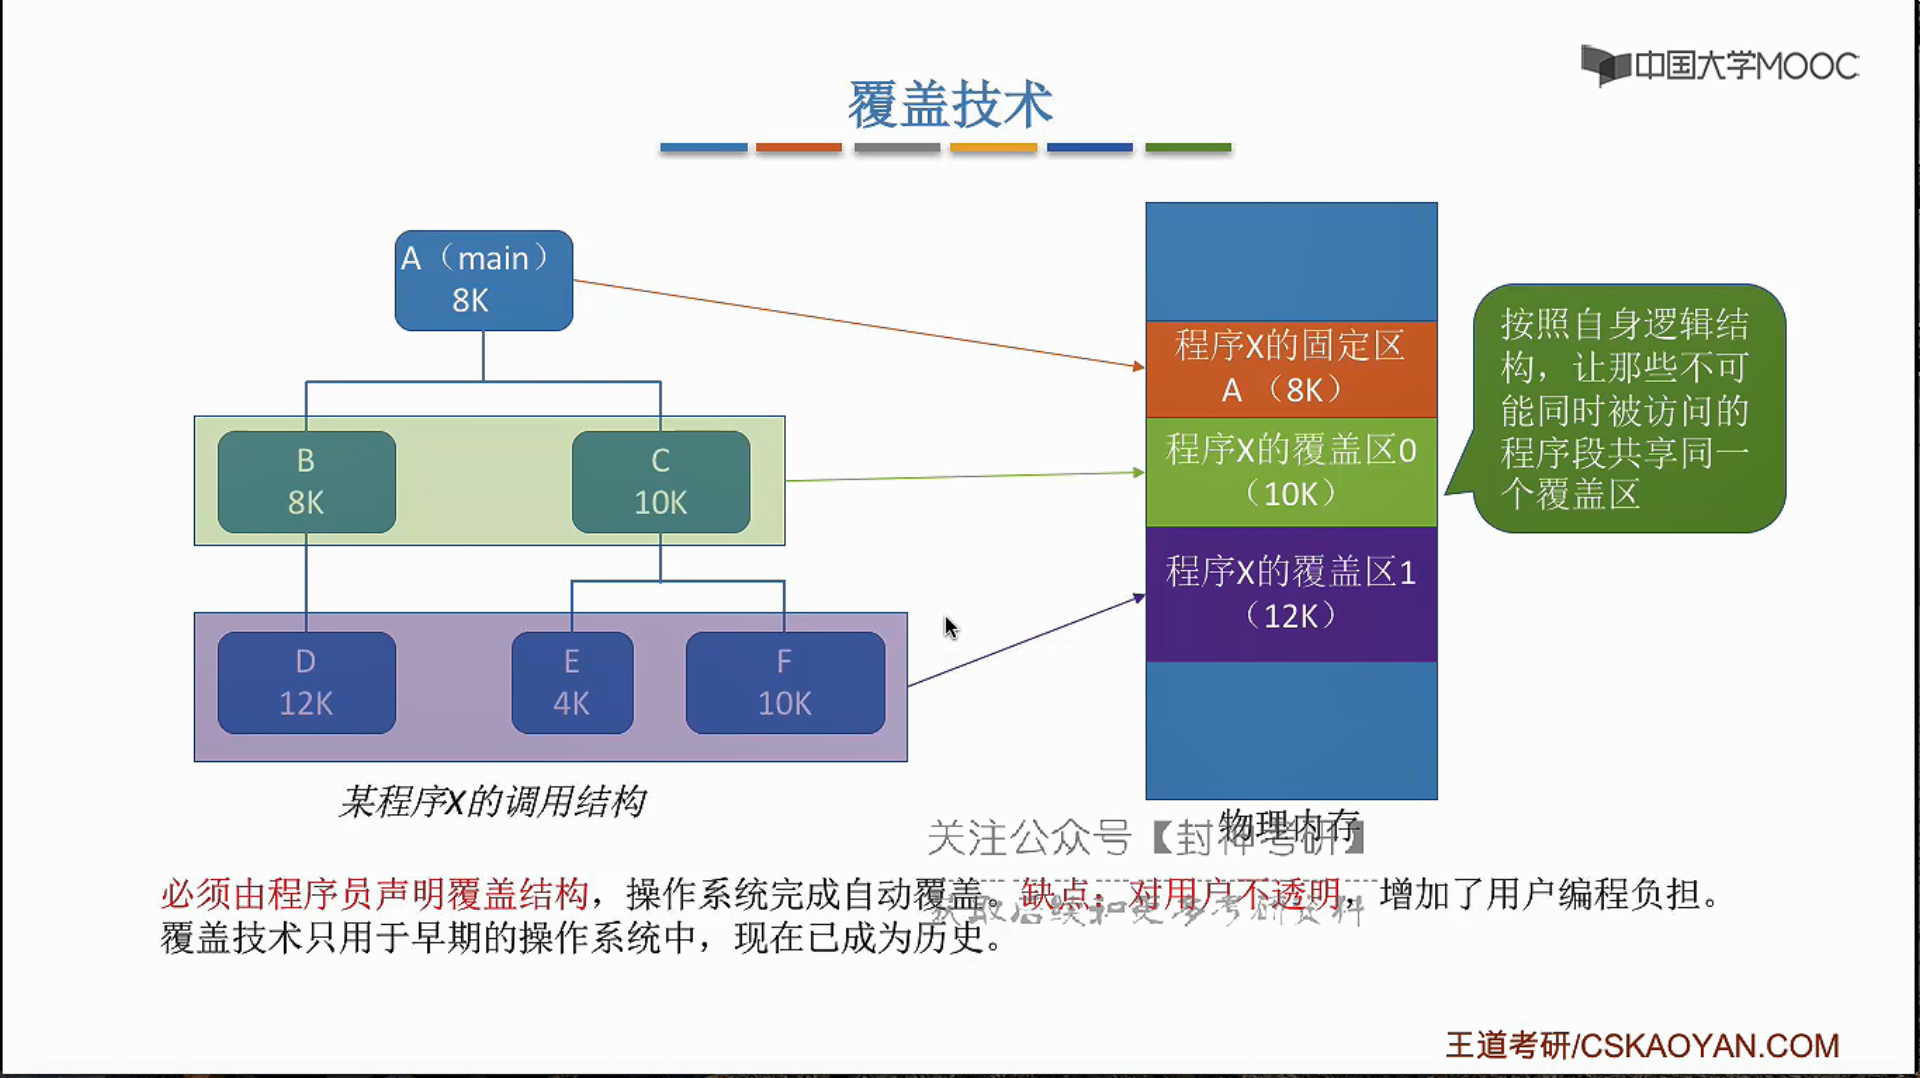 中国大学MOOC
覆盖技术
A（main）
8K
B
8K
C
10K
D
12K
E
4K
F
10K
某程序X的调用结构
程序X的固定区
A （8K）
程序X的覆盖区0
（10K）
程序X的覆盖区1
（12K）
物理内存
按照自身逻辑结
构，让那些不可
能同时被访问的
程序段共享同一
个覆盖区
关注公众号【封神考研】
必须由程序员声明覆盖结构，操作系统完成自动覆盖。缺点：对用户不透明，增加了用户编程负担。
获取后续和更多考研资料
覆盖技术只用于早期的操作系统中，现在已成为历史。
王道考研/CSKAOYAN.COM